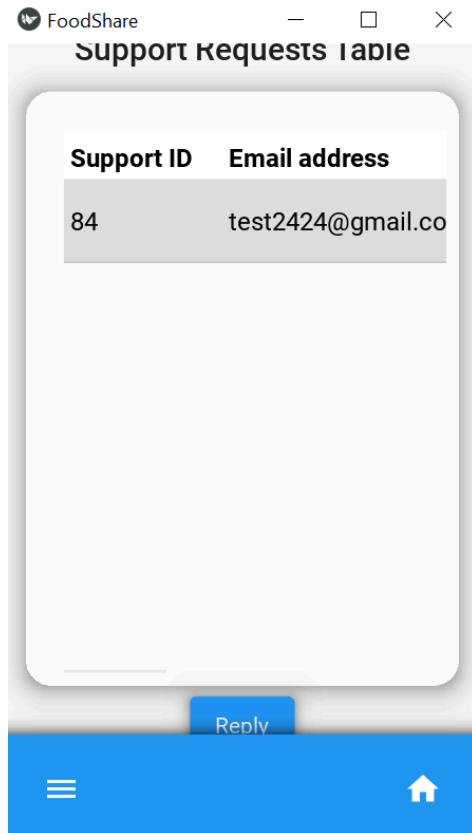 FoodShare
Support Requests Table
Support ID Email address
84 test2424@gmail.co
Reply